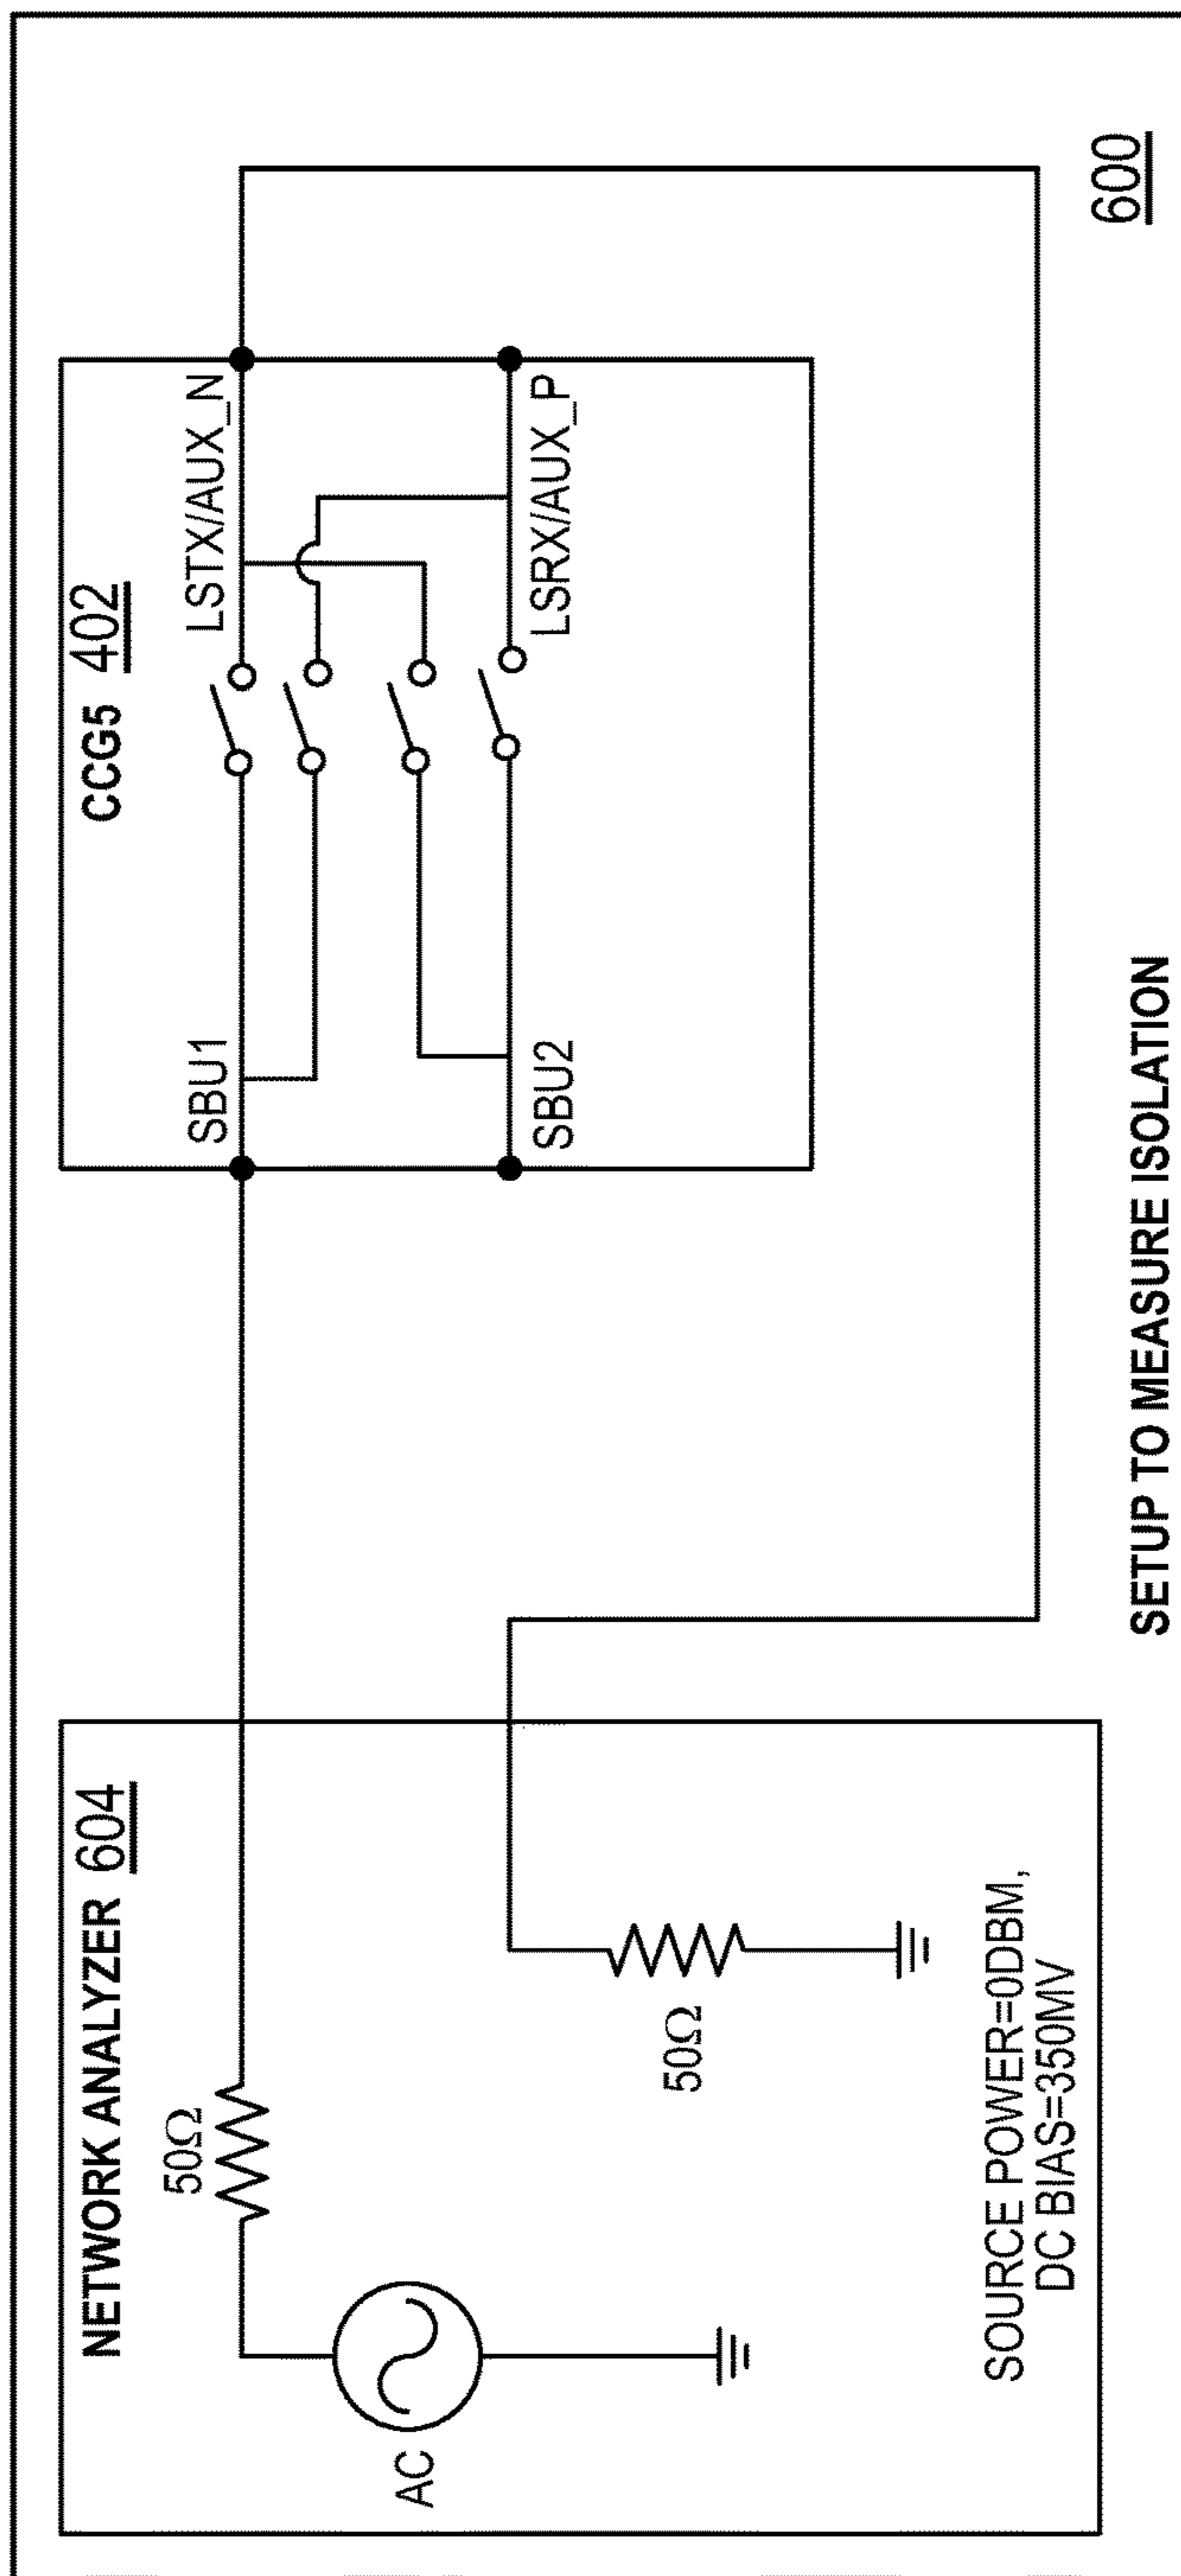 NETWORK ANALYZER 604
50Ω
AC
50Ω
SOURCE POWER=0DBM,
DC BIAS=350MV
CCG5 402
SBU1
LSTX/AUX_N
SBU2
LSRX/AUX_P
600
SETUP TO MEASURE ISOLATION